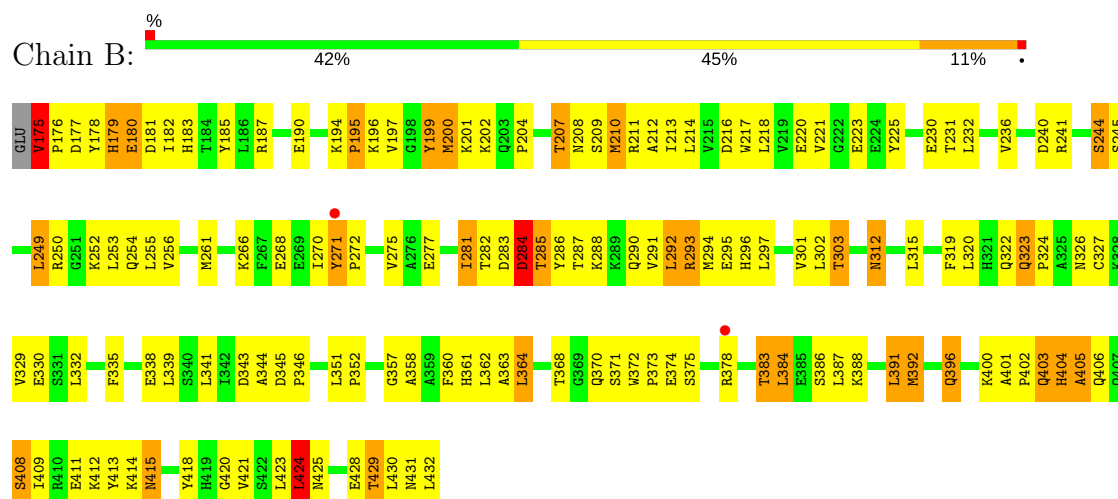 %
Chain B:
42% 45% 11% •
GLU V175 P176 D177 Y178 H179 E180 D181 I182 H183 T184 Y185 L186 R187 E190 K194 P195 K196 V197 G198 Y199 M200 K201 K202 Q203 P204 T207 N208 S209 M210 R211 A212 I213 L214 V215 D216 W217 L218 V219 E220 V221 G222 E223 E224 Y225 E230 T231 L232 V236 D240 R241 S244
L249 R250 G251 K252 L253 Q254 L255 V256 M261 K266 F267 E268 E269 I270 Y271 P272 V275 A276 E277 I281 T282 D283 D284 T285 Y286 T287 K288 K289 Q290 V291 L292 R293 M294 E295 H296 L297 V301 L302 T303 N312 L315 F319 L320 H321 Q322 Q323 P324 A325 N326 C327
V329 E330 S331 L332 F335 E338 L339 S340 L341 I342 D343 A344 D345 P346 L351 P352 G357 A358 A359 F360 H361 L362 A363 L364 T368 G369 Q370 S371 W372 P373 E374 S375 R378 T383 L384 E385 S386 L387 K388 L391 M392 Q396 K400 A401 P402 Q403 H404 A405 Q406
S408 I409 R410 E411 K412 Y413 K414 N415 Y418 H419 G420 V421 S422 L423 L424 N425 E428 T429 L430 N431 L432